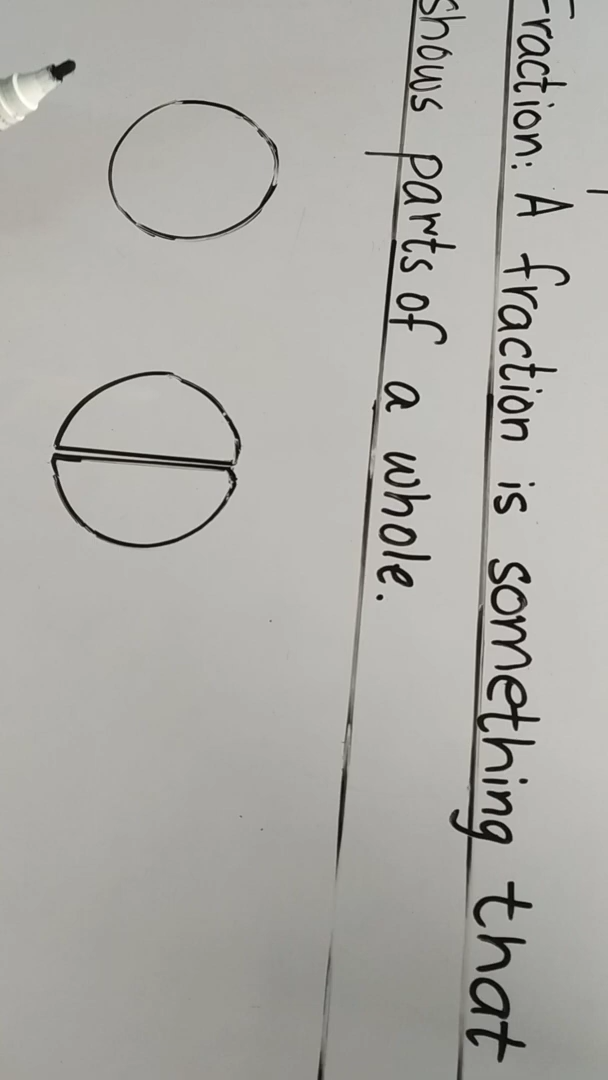 Fraction: A fraction is something that
shows parts of a whole.